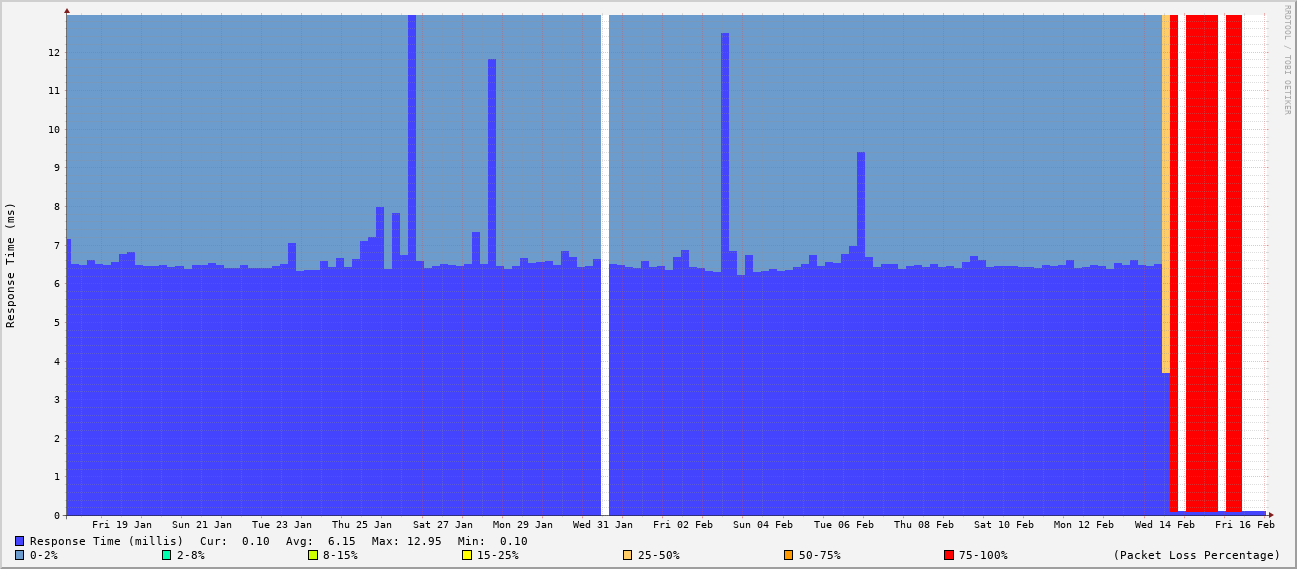 RRDTOOL / TOBI OETIKER
Response Time (ms)
12
11
10
9
8
7
6
5
4
3
2
1
0
Fri 19 Jan Sun 21 Jan Tue 23 Jan Thu 25 Jan Sat 27 Jan Mon 29 Jan Wed 31 Jan Fri 02 Feb Sun 04 Feb Tue 06 Feb Thu 08 Feb Sat 10 Feb Mon 12 Feb Wed 14 Feb Fri 16 Feb
Response Time (millis) Cur: 0.10 Avg: 6.15 Max: 12.95 Min: 0.10
0-2% 2-8% 8-15% 15-25% 25-50% 50-75% 75-100% (Packet Loss Percentage)